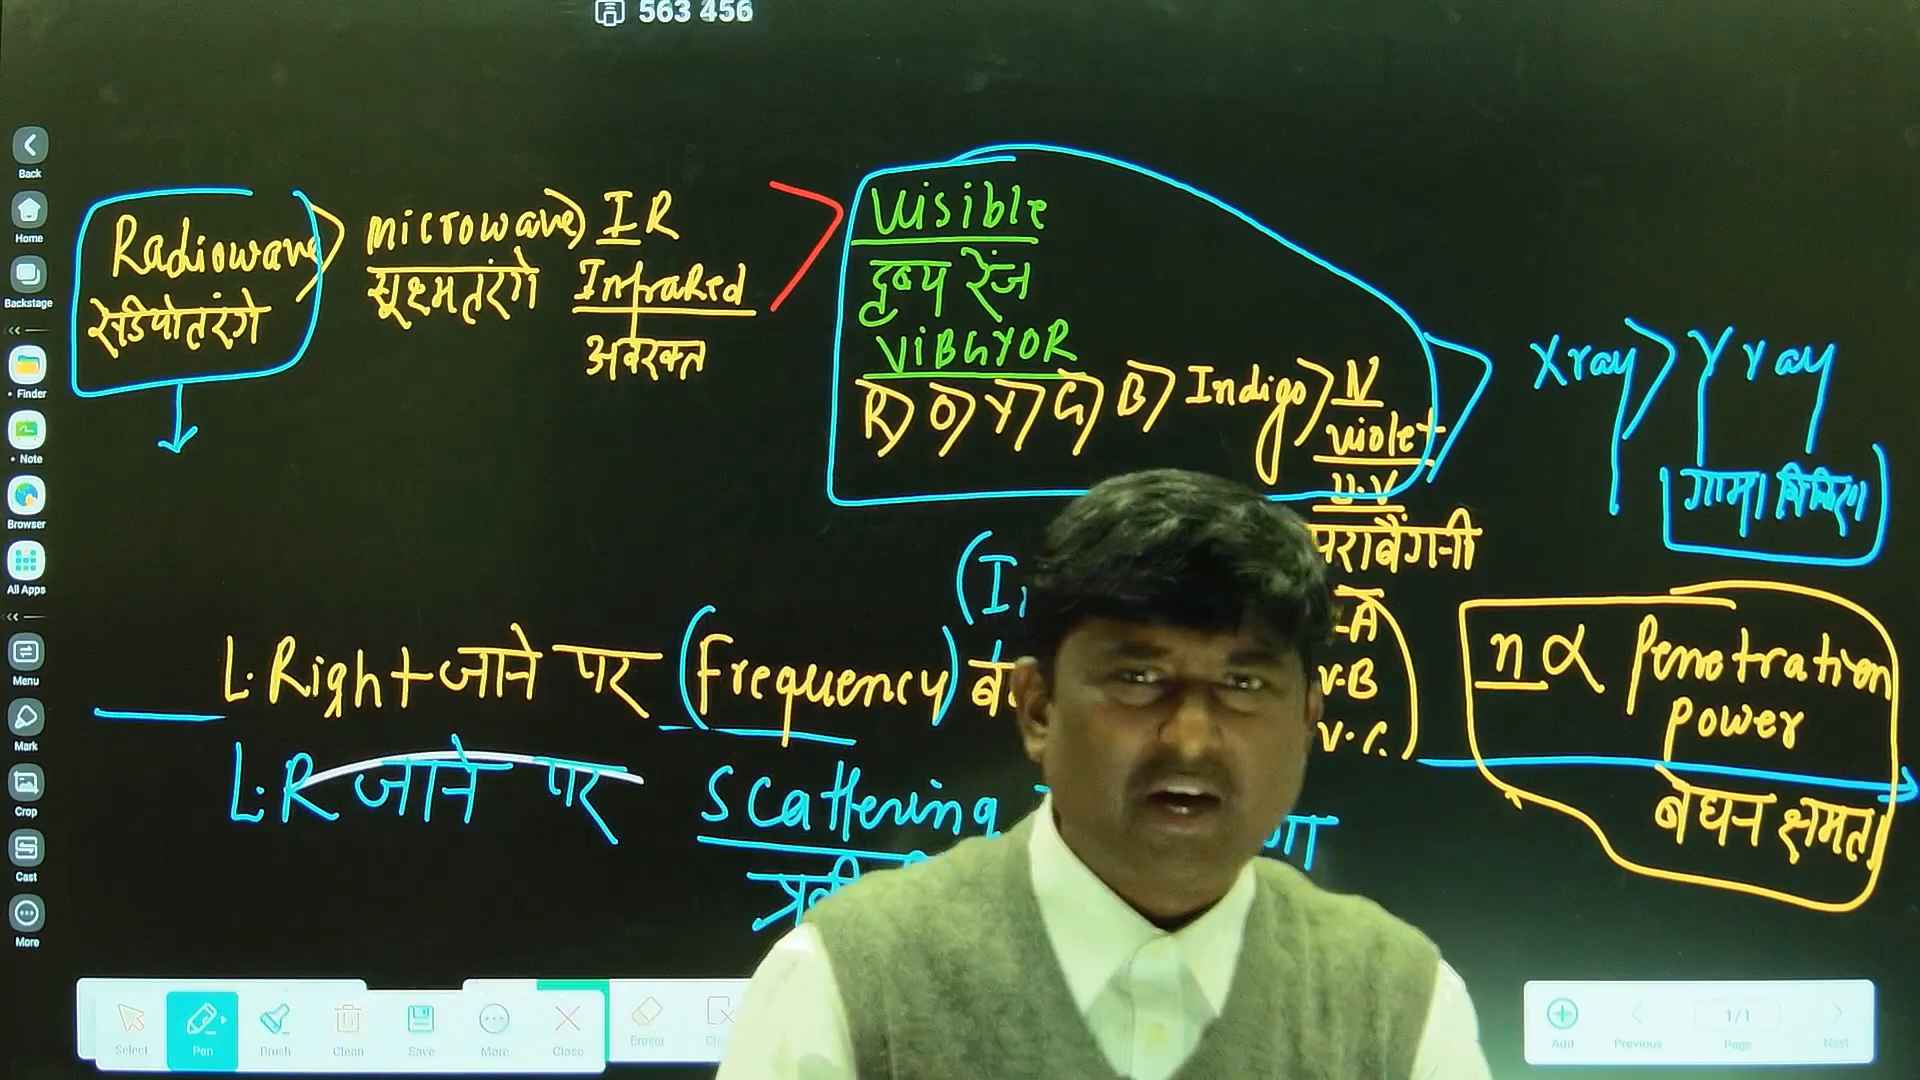 563 456
Back
Home
Backstage
Finder
Note
Browser
All Apps
Menu
Mark
Crop
Cast
More
Radiowave > microwave > IR >
रेडियोतरंगे सूक्ष्मतरंगे InfraRed
अवरक्त
Visible
दृष्य रेंज
VIBGYOR
R> O> Y> G> B> Indigo> V
Violet
U.V
पराबैंगनी
-A
V-B
V.C
> Xray > γ ray
गामा
L. Right जाने पर (frequency)
L. R जाने पर Scattering
n α Penetration
Power
बेधन क्षमता
Select Pen Brush Clean Save More Close Eraser
Add Previous 1/1 Page Next